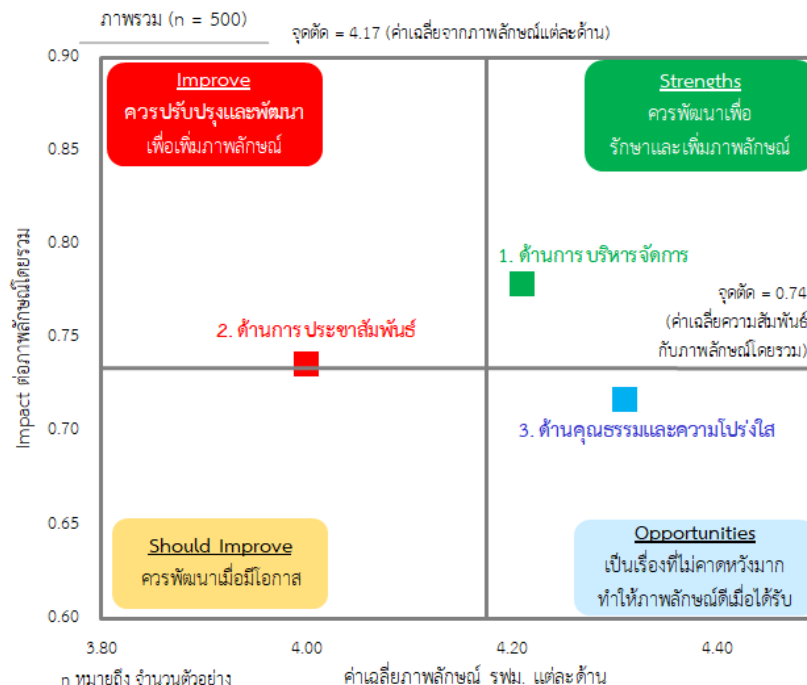 ภาพรวม (n = 500)
จุดตัด = 4.17 (ค่าเฉลี่ยจากภาพลักษณ์แต่ละด้าน)
0.90
Improve
ควรปรับปรุงและพัฒนา
เพื่อเพิ่มภาพลักษณ์
Strengths
ควรพัฒนาเพื่อ
รักษาและเพิ่มภาพลักษณ์
0.85
0.80
1. ด้านการบริหารจัดการ
จุดตัด = 0.74
(ค่าเฉลี่ยความสัมพันธ์
กับภาพลักษณ์โดยรวม)
2. ด้านการประชาสัมพันธ์
0.75
Impact ต่อภาพลักษณ์โดยรวม
0.70
3. ด้านคุณธรรมและความโปร่งใส
0.65
Should Improve
ควรพัฒนาเมื่อมีโอกาส
Opportunities
เป็นเรื่องที่ไม่คาดหวังมาก
ทำให้ภาพลักษณ์ดีเมื่อได้รับ
0.60
3.80
4.00
4.20
4.40
n หมายถึง จำนวนตัวอย่าง
ค่าเฉลี่ยภาพลักษณ์ รฟม. แต่ละด้าน